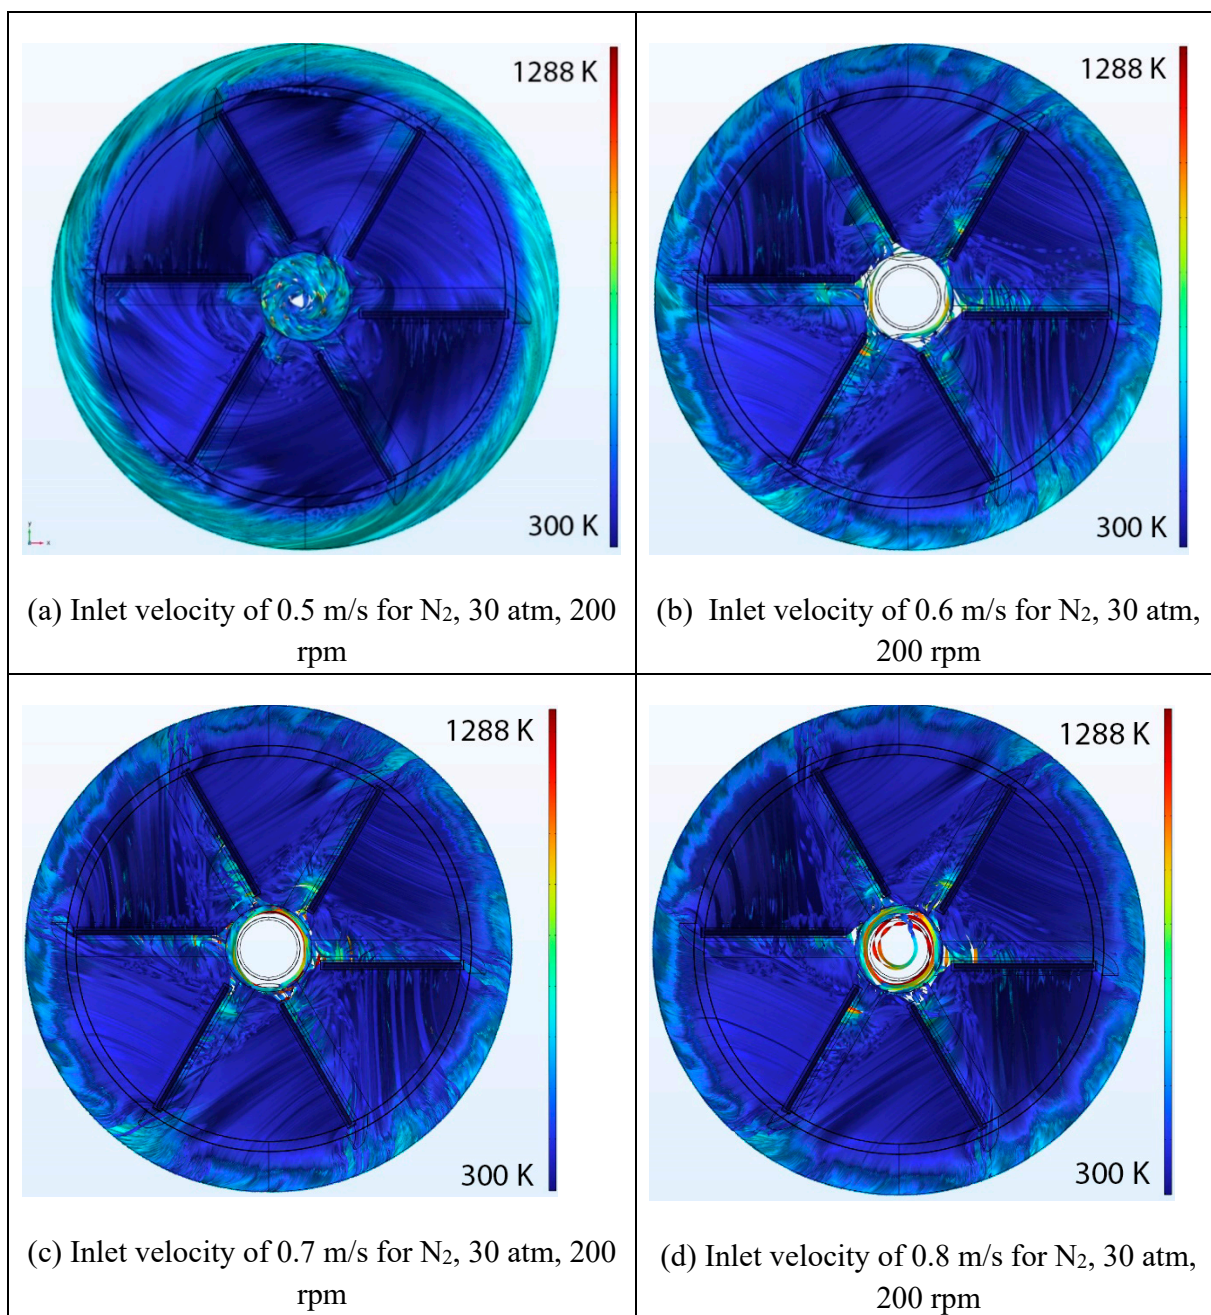 1288 K
300 K
y
x
(a) Inlet velocity of 0.5 m/s for N₂, 30 atm, 200
rpm
1288 K
300 K
(b) Inlet velocity of 0.6 m/s for N₂, 30 atm,
200 rpm
1288 K
300 K
(c) Inlet velocity of 0.7 m/s for N₂, 30 atm, 200
rpm
1288 K
300 K
(d) Inlet velocity of 0.8 m/s for N₂, 30 atm,
200 rpm